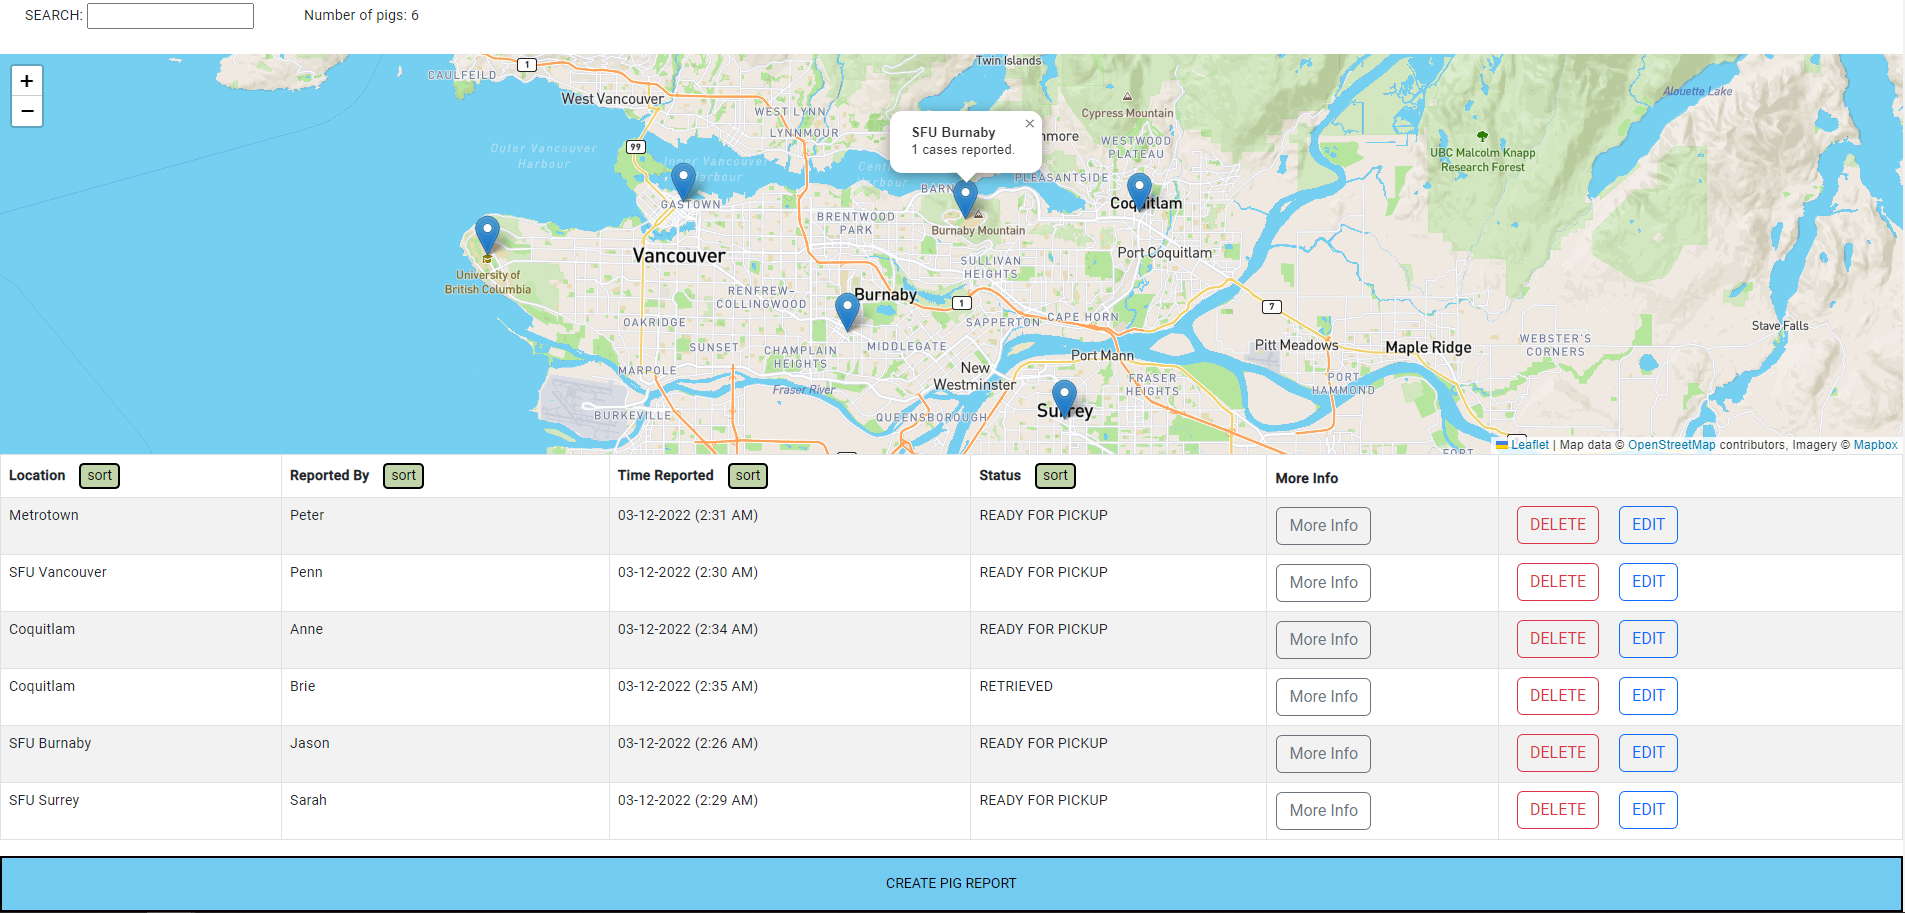 SEARCH:
Number of pigs: 6
+
−
CAULFEILD
1
West Vancouver
WEST LYNN
LYNNMOUR
Twin Islands
Cypress Mountain
Alouette Lake
99
Outer Vancouver
Harbour
Inner Vancouver
Harbour
SFU Burnaby
1 cases reported.
×
WESTWOOD
PLATEAU
UBC Malcolm Knapp
Research Forest
PLEASANTSIDE
GASTOWN
Coquitlam
BRENTWOOD
PARK
Burnaby Mountain
Vancouver
Port Coquitlam
SULLIVAN
HEIGHTS
University of
British Columbia
RENFREW-
COLLINGWOOD
Burnaby
1
7
OAKRIDGE
SAPPERTON
CAPE HORN
Stave Falls
SUNSET
CHAMPLAIN
HEIGHTS
MIDDLEGATE
Port Mann
Pitt Meadows
Maple Ridge
WEBSTER'S
CORNERS
MARPOLE
Fraser River
New
Westminster
FRASER
HEIGHTS
PORT
HAMMOND
BURKEVILLE
QUEENSBOROUGH
Surrey
FORT
Leaflet | Map data © OpenStreetMap contributors, Imagery © Mapbox
Location sort Reported By sort Time Reported sort Status sort More Info
Metrotown Peter 03-12-2022 (2:31 AM) READY FOR PICKUP More Info DELETE EDIT
SFU Vancouver Penn 03-12-2022 (2:30 AM) READY FOR PICKUP More Info DELETE EDIT
Coquitlam Anne 03-12-2022 (2:34 AM) READY FOR PICKUP More Info DELETE EDIT
Coquitlam Brie 03-12-2022 (2:35 AM) RETRIEVED More Info DELETE EDIT
SFU Burnaby Jason 03-12-2022 (2:26 AM) READY FOR PICKUP More Info DELETE EDIT
SFU Surrey Sarah 03-12-2022 (2:29 AM) READY FOR PICKUP More Info DELETE EDIT
CREATE PIG REPORT